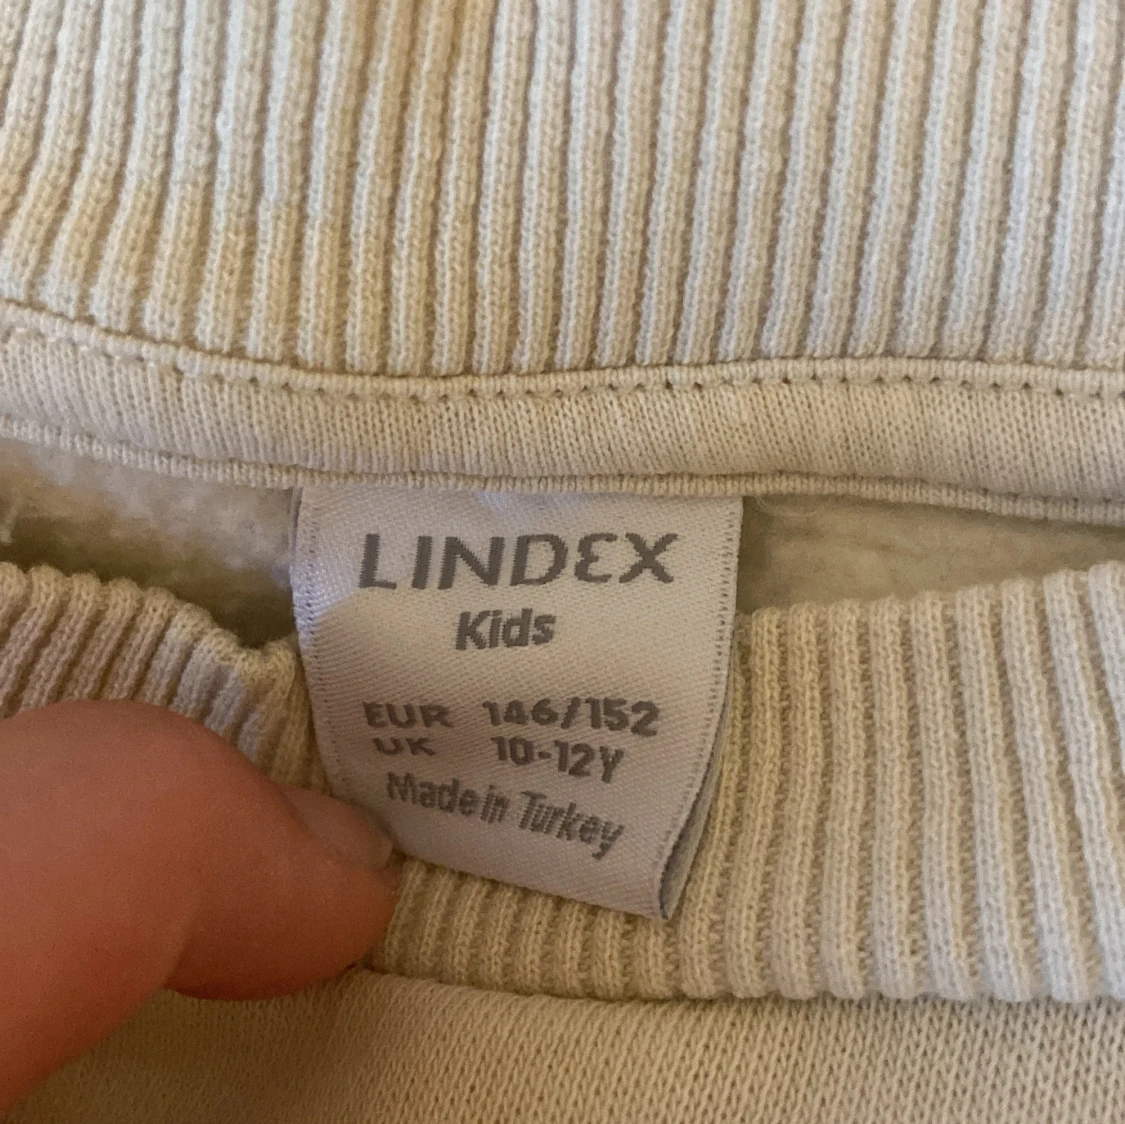 LINDEX
Kids
EUR 146/152
UK 10-12Y
Made in Turkey